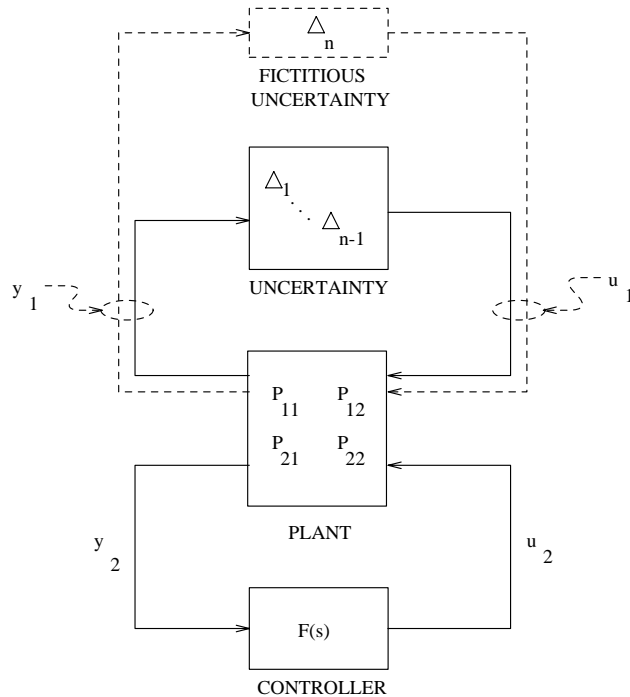 Δn
FICTITIOUS
UNCERTAINTY
Δ1
⋱
Δn-1
UNCERTAINTY
y1
u1
P11 P12
P21 P22
PLANT
y2
u2
F(s)
CONTROLLER